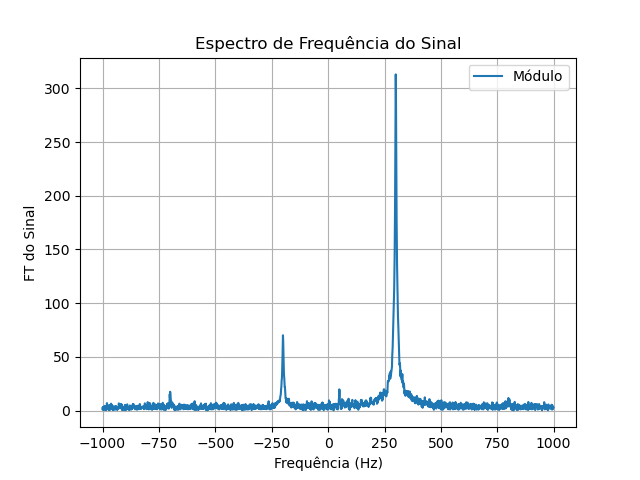 Espectro de Frequência do Sinal
Módulo
FT do Sinal
300
250
200
150
100
50
0
−1000 −750 −500 −250 0 250 500 750 1000
Frequência (Hz)